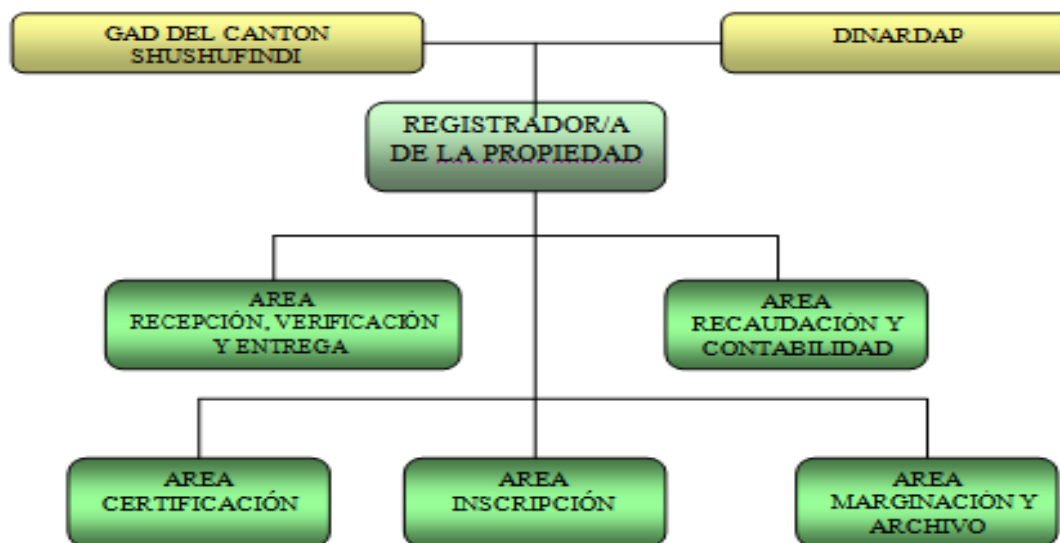 GAD DEL CANTON
SHUSHUFINDI
DINARDAP
REGISTRADOR/A
DE LA PROPIEDAD
AREA
RECEPCIÓN, VERIFICACIÓN
Y ENTREGA
AREA
RECAUDACIÓN Y
CONTABILIDAD
AREA
CERTIFICACIÓN
AREA
INSCRIPCIÓN
AREA
MARGINACIÓN Y
ARCHIVO